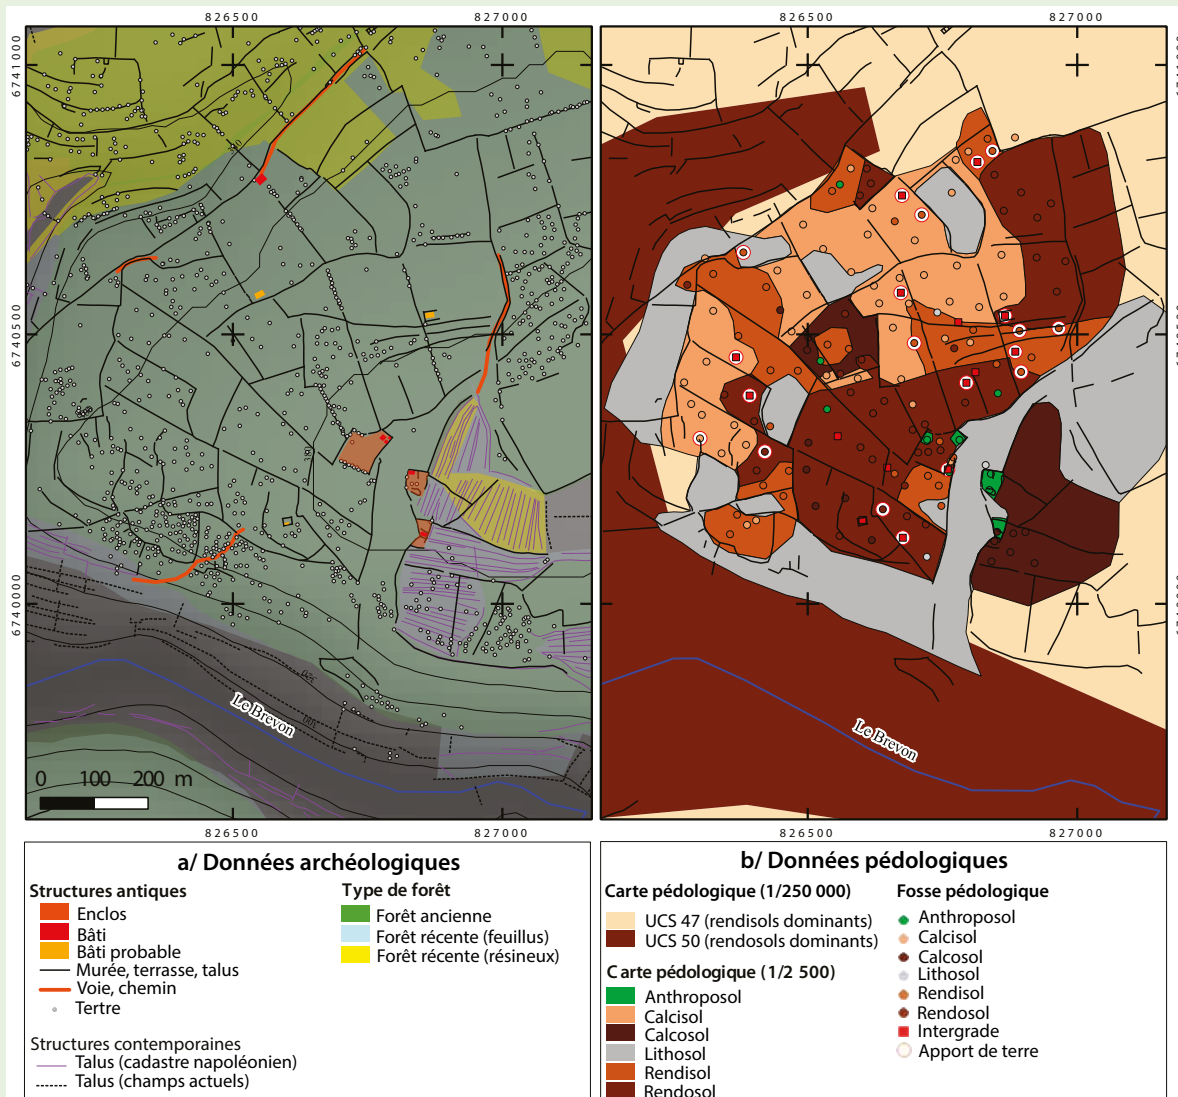 826500 827000 826500 827000
6741000
6740500
6740000
Le Brevon
Le Brevon
0 100 200 m
826500 827000 826500 827000
a/ Données archéologiques
Structures antiques
Enclos
Bâti
Bâti probable
Murée, terrasse, talus
Voie, chemin
Tertre
Structures contemporaines
Talus (cadastre napoléonien)
Talus (champs actuels)
Type de forêt
Forêt ancienne
Forêt récente (feuillus)
Forêt récente (résineux)
b/ Données pédologiques
Carte pédologique (1/250 000)
UCS 47 (rendisols dominants)
UCS 50 (rendosols dominants)
Carte pédologique (1/2 500)
Anthroposol
Calcisol
Calcosol
Lithosol
Rendisol
Rendosol
Fosse pédologique
Anthroposol
Calcisol
Calcosol
Lithosol
Rendisol
Rendosol
Intergrade
Apport de terre